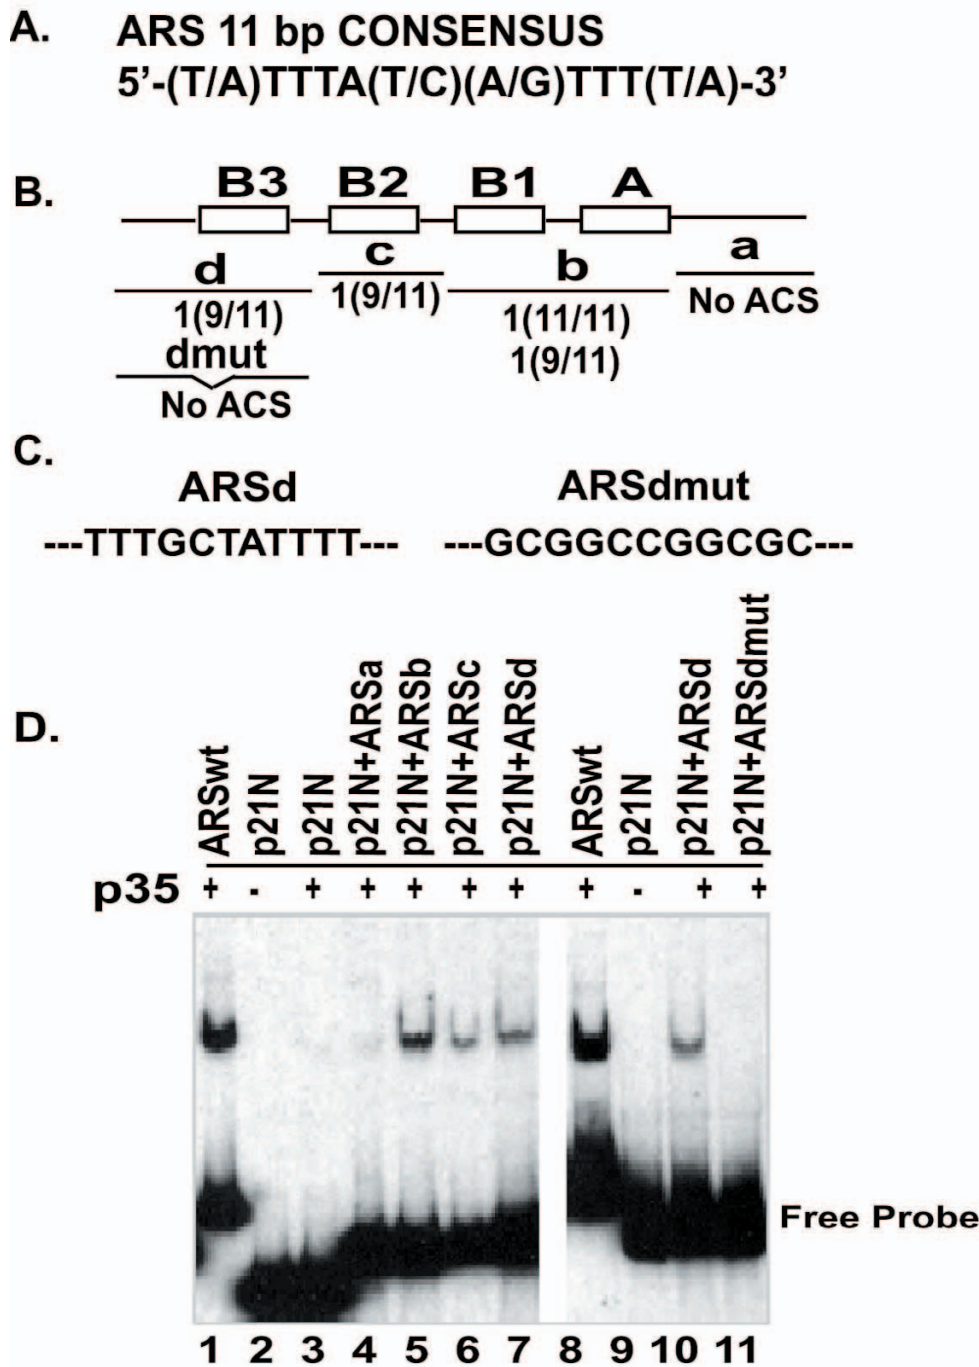 A.
ARS 11 bp CONSENSUS
5'-(T/A)TTTA(T/C)(A/G)TTT(T/A)-3'
B.
B3 B2 B1 A
d c b a
1(9/11) 1(9/11) 1(11/11) No ACS
1(9/11)
dmut
No ACS
C.
ARSd ARSdmut
---TTTGCTATTTT--- ---GCGGCCGGCGC---
D.
ARSwt
p21N
p21N
p21N+ARSa
p21N+ARSb
p21N+ARSc
p21N+ARSd
ARSwt
p21N
p21N+ARSd
p21N+ARSdmut
p35 + - + + + + + + - + +
Free Probe
1 2 3 4 5 6 7 8 9 10 11